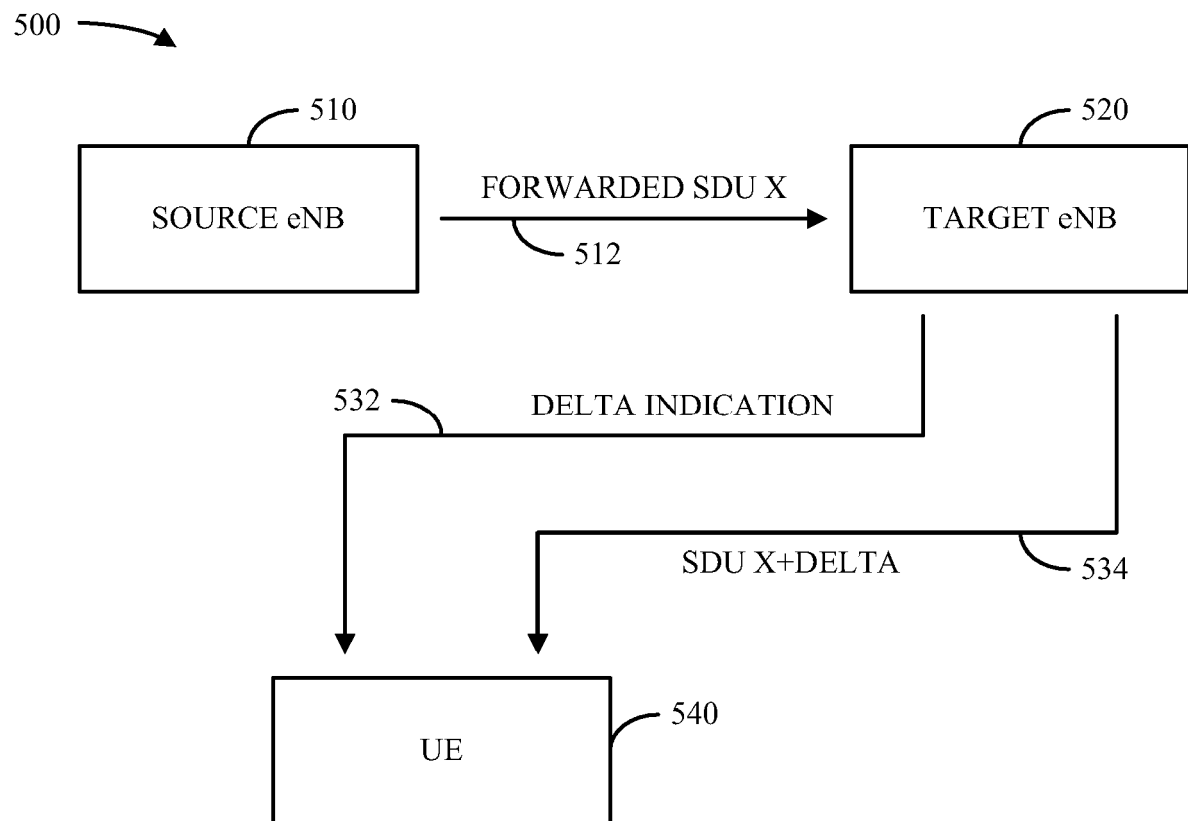 500
510
520
SOURCE eNB
FORWARDED SDU X
TARGET eNB
512
532
DELTA INDICATION
SDU X+DELTA
534
UE
540